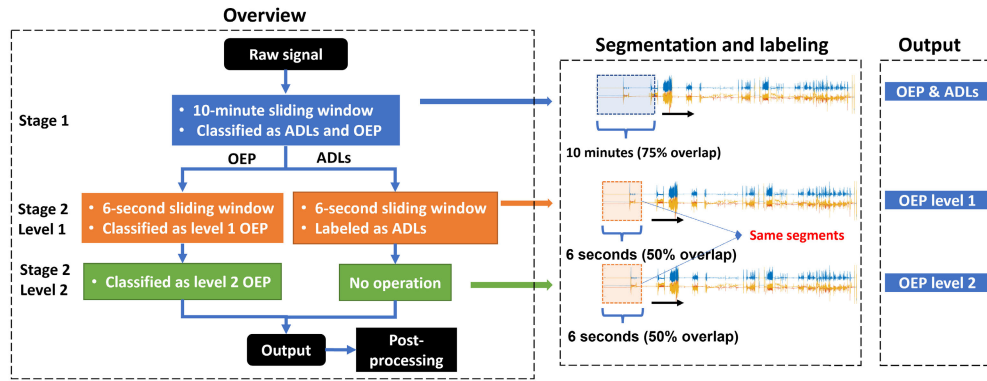 Overview
Raw signal
Stage 1
• 10-minute sliding window
• Classified as ADLs and OEP
OEP
ADLs
Stage 2
Level 1
• 6-second sliding window
• Classified as level 1 OEP
• 6-second sliding window
• Labeled as ADLs
Stage 2
Level 2
• Classified as level 2 OEP
No operation
Output
Post-
processing
Segmentation and labeling
10 minutes (75% overlap)
6 seconds (50% overlap)
Same segments
6 seconds (50% overlap)
Output
OEP & ADLs
OEP level 1
OEP level 2